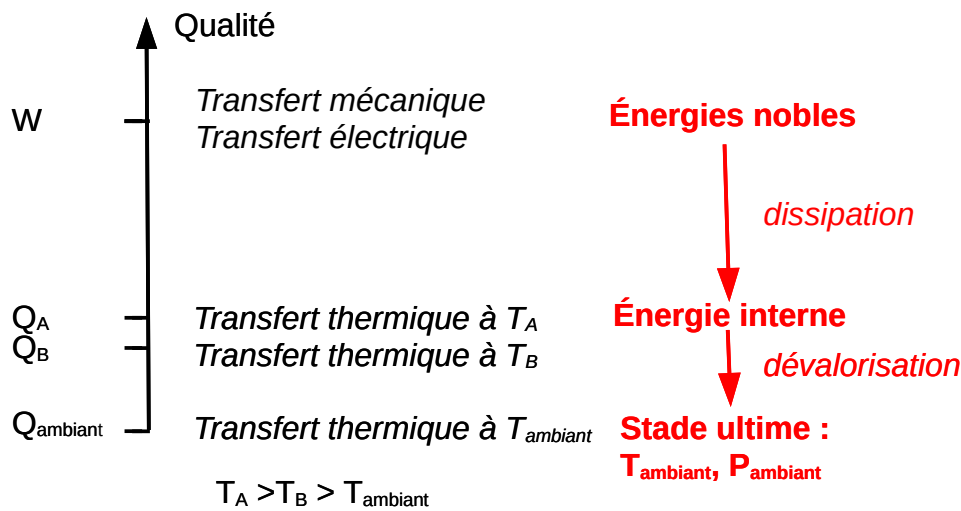 Qualité
W
Transfert mécanique
Transfert électrique
Énergies nobles
dissipation
QA
Transfert thermique à TA
Énergie interne
QB
Transfert thermique à TB
dévalorisation
Qambiant
Transfert thermique à Tambiant
Stade ultime :
Tambiant, Pambiant
TA >TB > Tambiant